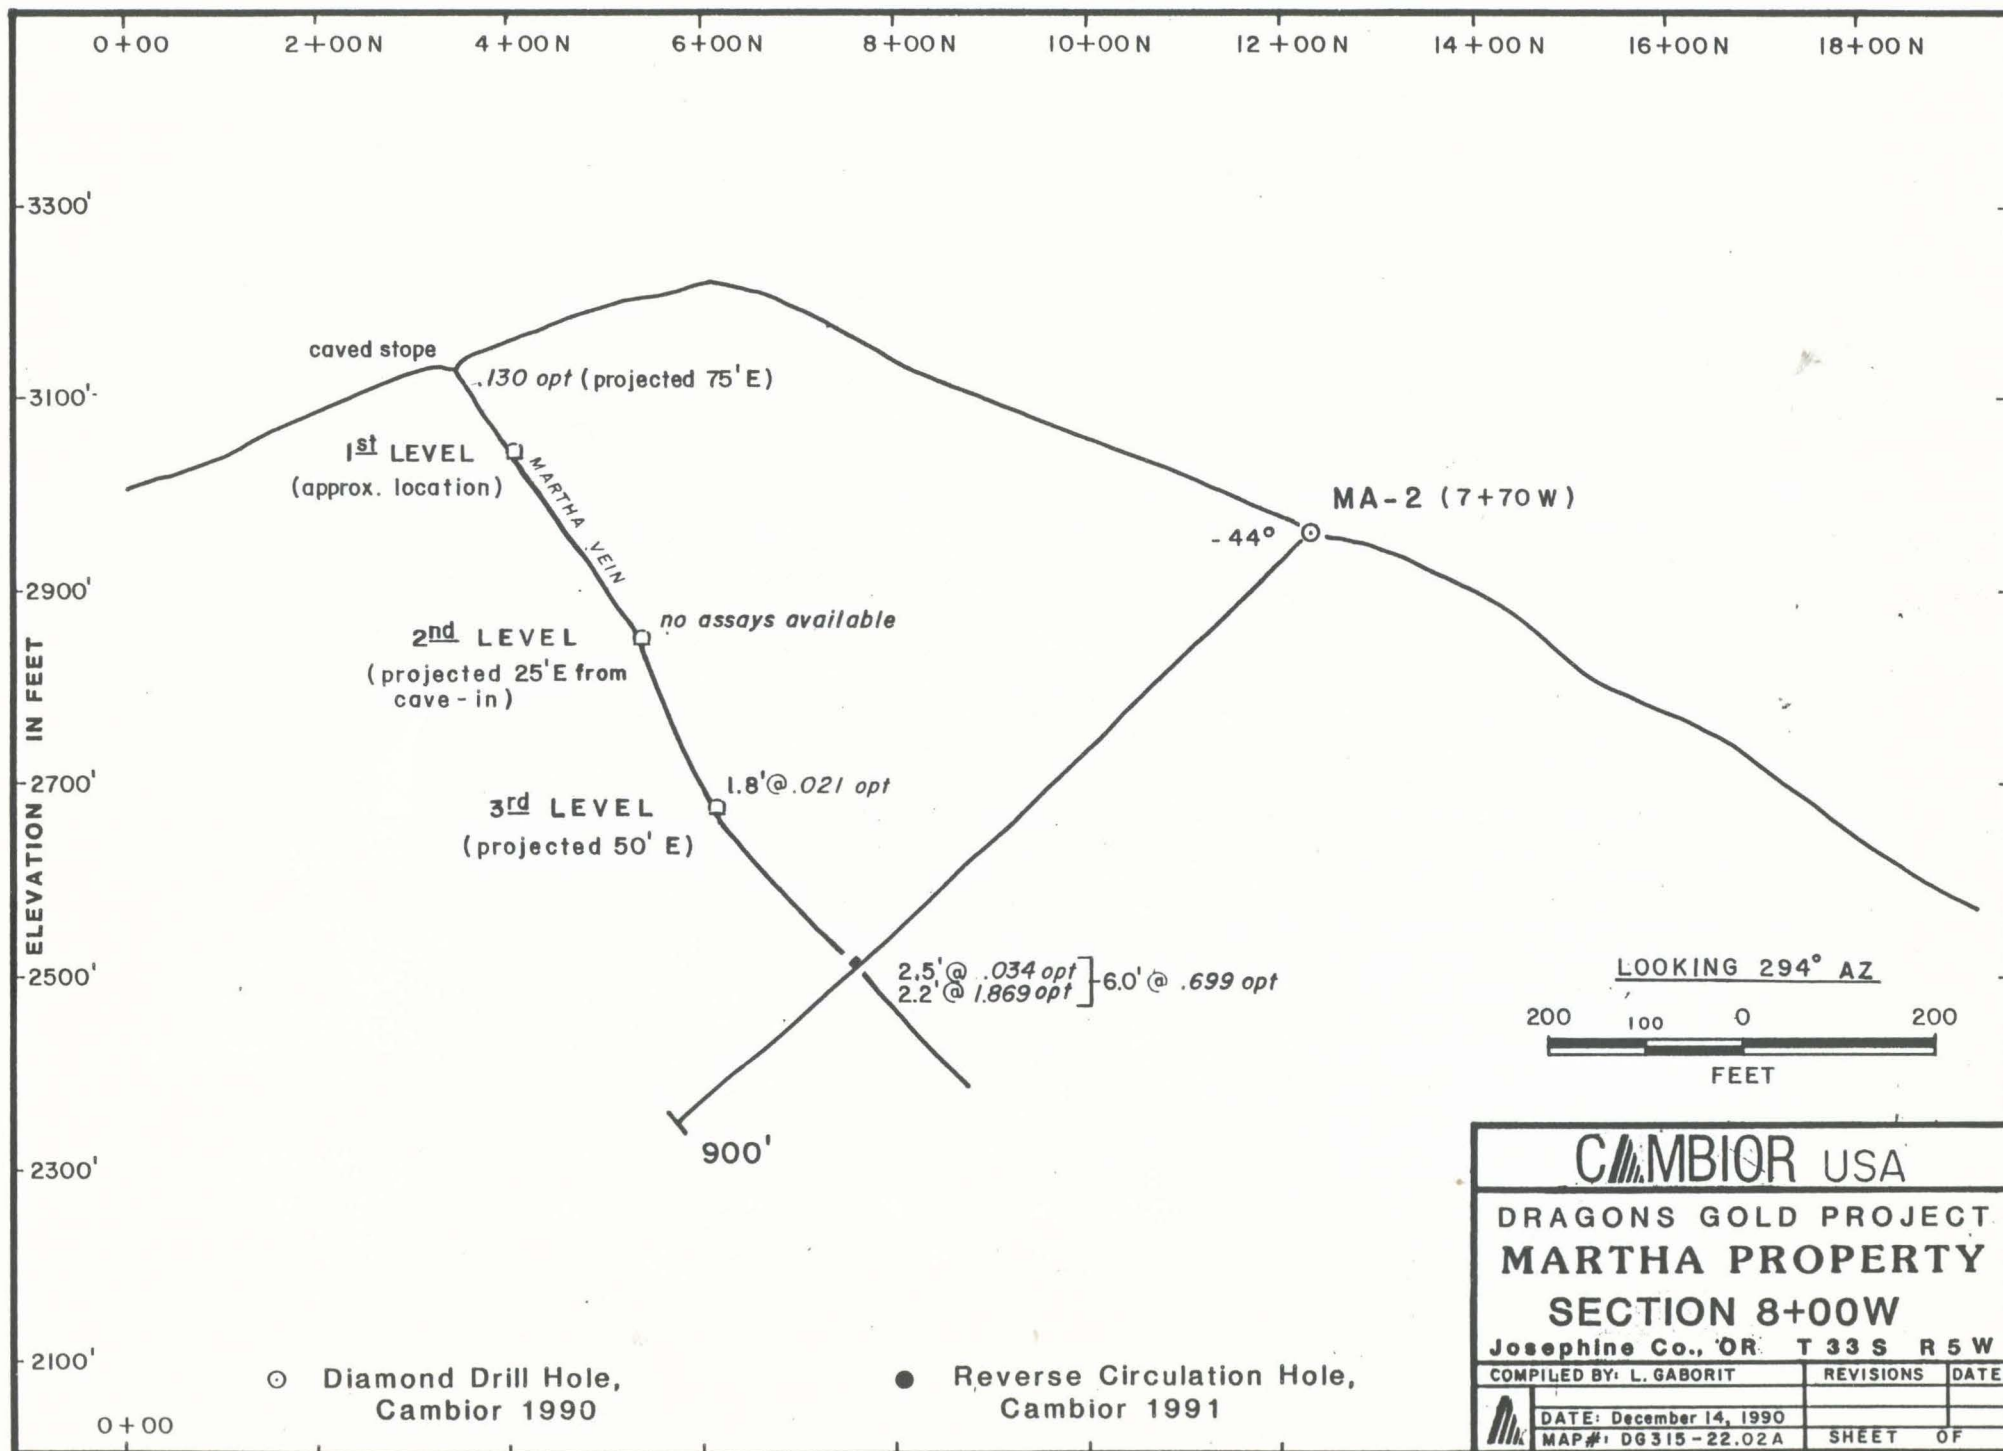 0+00 2+00N 4+00N 6+00N 8+00N 10+00N 12+00N 14+00N 16+00N 18+00N
3300'
3100'
2900'
2700'
2500'
2300'
2100'
ELEVATION IN FEET
caved stope
.130 opt (projected 75'E)
1st LEVEL
(approx. location)
MARTHA VEIN
MA-2 (7+70W)
-44°
no assays available
2nd LEVEL
(projected 25'E from
cave-in)
1.8'@.021 opt
3rd LEVEL
(projected 50' E)
2.5'@ .034 opt
2.2'@ 1.869 opt
6.0'@ .699 opt
900'
LOOKING 294° AZ
200 100 0 200
FEET
CAMBIOR USA
DRAGONS GOLD PROJECT
MARTHA PROPERTY
SECTION 8+00W
Josephine Co., OR T 33 S R 5 W
COMPILED BY: L. GABORIT REVISIONS DATE
DATE: December 14, 1990
MAP#: DG315-22.02A SHEET OF
Diamond Drill Hole,
Cambior 1990
Reverse Circulation Hole,
Cambior 1991
0+00